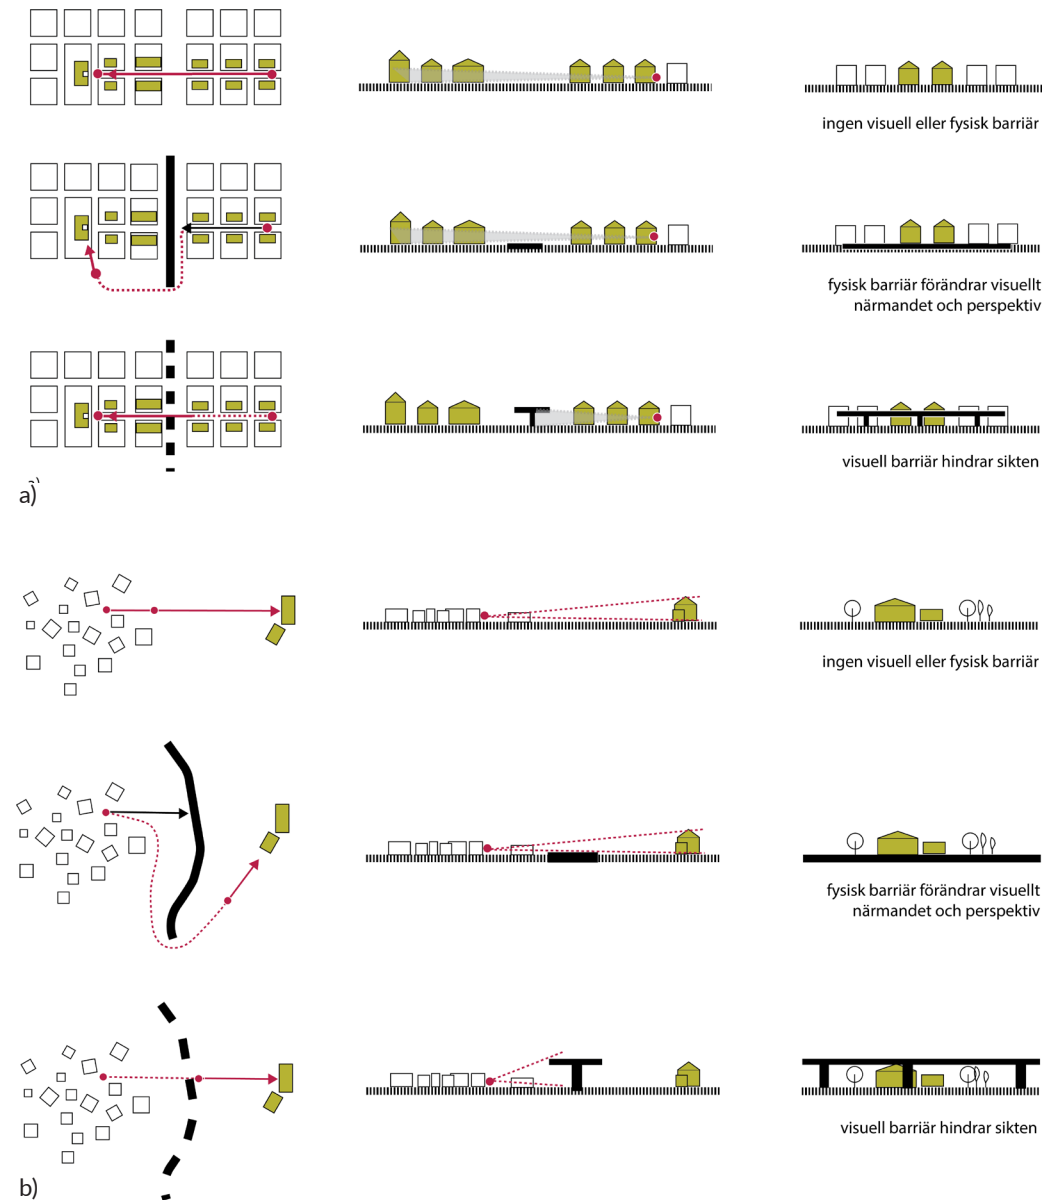 ingen visuell eller fysisk barriär
fysisk barriär förändrar visuellt
närmandet och perspektiv
visuell barriär hindrar sikten
a)
ingen visuell eller fysisk barriär
fysisk barriär förändrar visuellt
närmandet och perspektiv
visuell barriär hindrar sikten
b)